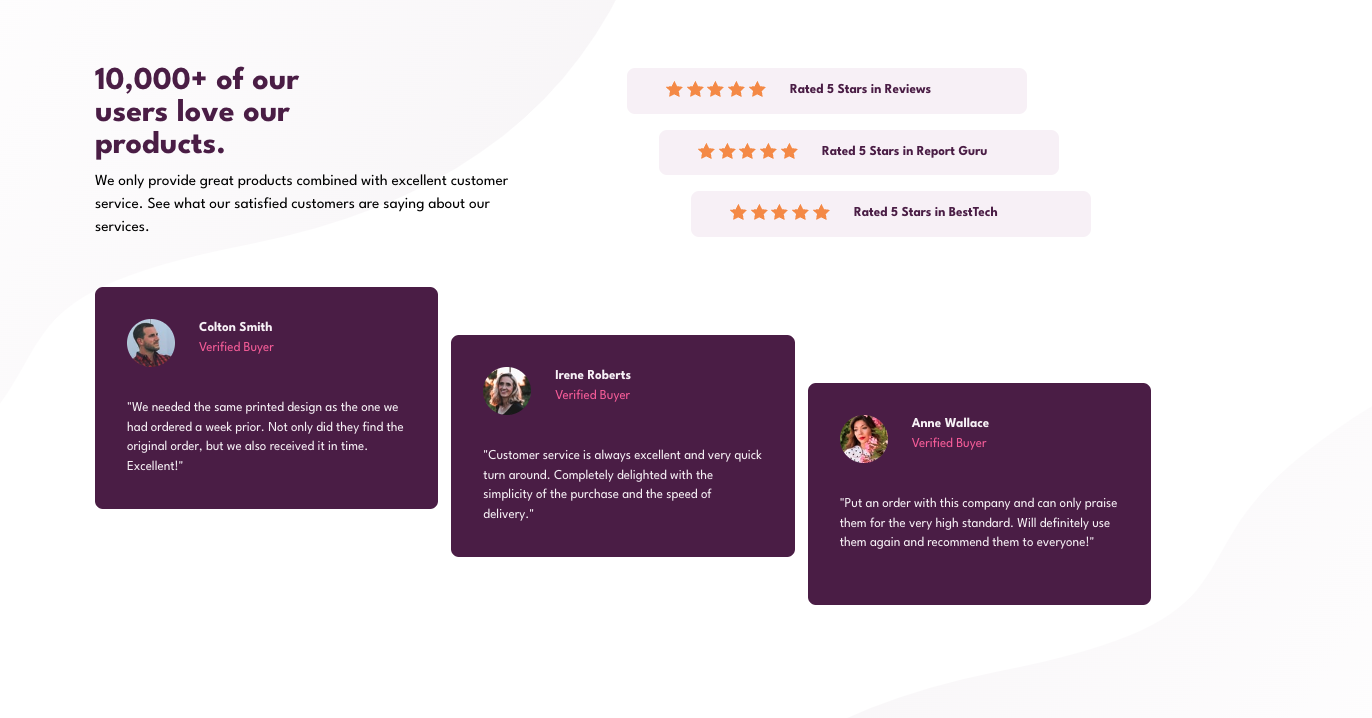 10,000+ of our
users love our
products.
We only provide great products combined with excellent customer
service. See what our satisfied customers are saying about our
services.
Rated 5 Stars in Reviews
Rated 5 Stars in Report Guru
Rated 5 Stars in BestTech
Colton Smith
Verified Buyer
"We needed the same printed design as the one we
had ordered a week prior. Not only did they find the
original order, but we also received it in time.
Excellent!"
Irene Roberts
Verified Buyer
"Customer service is always excellent and very quick
turn around. Completely delighted with the
simplicity of the purchase and the speed of
delivery."
Anne Wallace
Verified Buyer
"Put an order with this company and can only praise
them for the very high standard. Will definitely use
them again and recommend them to everyone!"